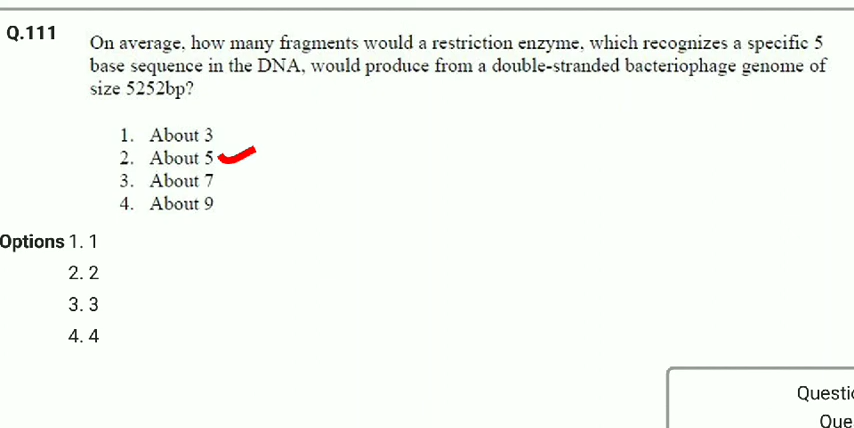 Q.111
On average, how many fragments would a restriction enzyme, which recognizes a specific 5
base sequence in the DNA, would produce from a double-stranded bacteriophage genome of
size 5252bp?
1. About 3
2. About 5
3. About 7
4. About 9
Options 1. 1
2. 2
3. 3
4. 4
Questi
Que